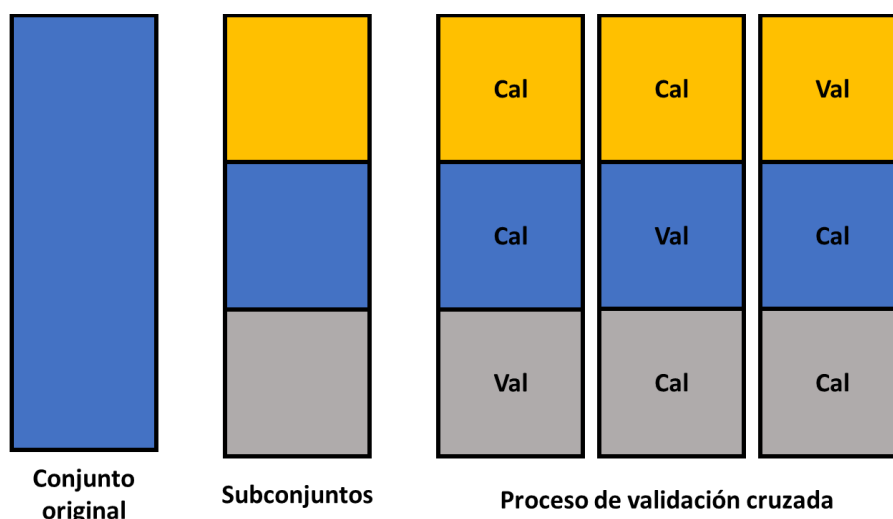 Cal Cal Val
Cal Val Cal
Val Cal Cal
Conjunto
original
Subconjuntos
Proceso de validación cruzada